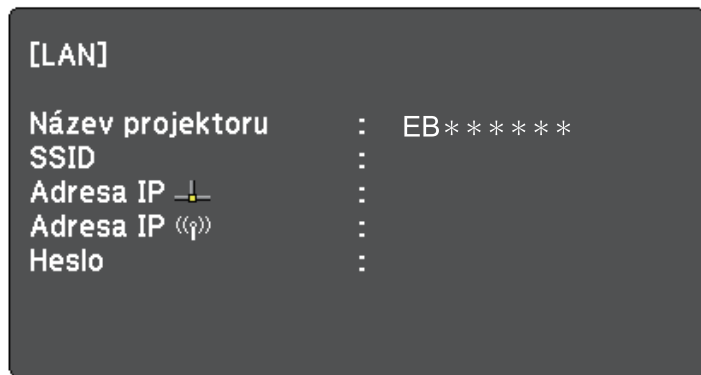 [LAN]
Název projektoru : EB∗∗∗∗∗∗
SSID :
Adresa IP :
Adresa IP :
Heslo :